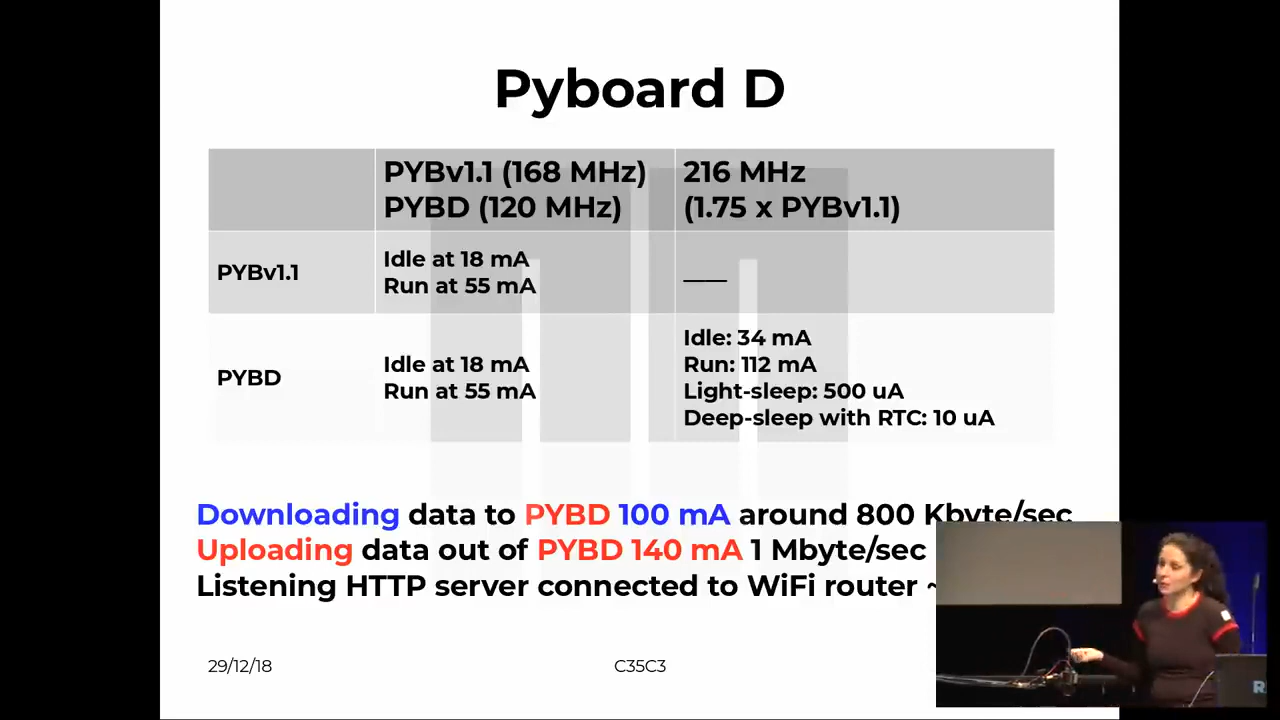 Pyboard D
PYBv1.1 (168 MHz)
PYBD (120 MHz)
216 MHz
(1.75 x PYBv1.1)
PYBv1.1
Idle at 18 mA
Run at 55 mA
PYBD
Idle at 18 mA
Run at 55 mA
Idle: 34 mA
Run: 112 mA
Light-sleep: 500 uA
Deep-sleep with RTC: 10 uA
Downloading data to PYBD 100 mA around 800 Kbyte/sec
Uploading data out of PYBD 140 mA 1 Mbyte/sec
Listening HTTP server connected to WiFi router ~
29/12/18
C35C3